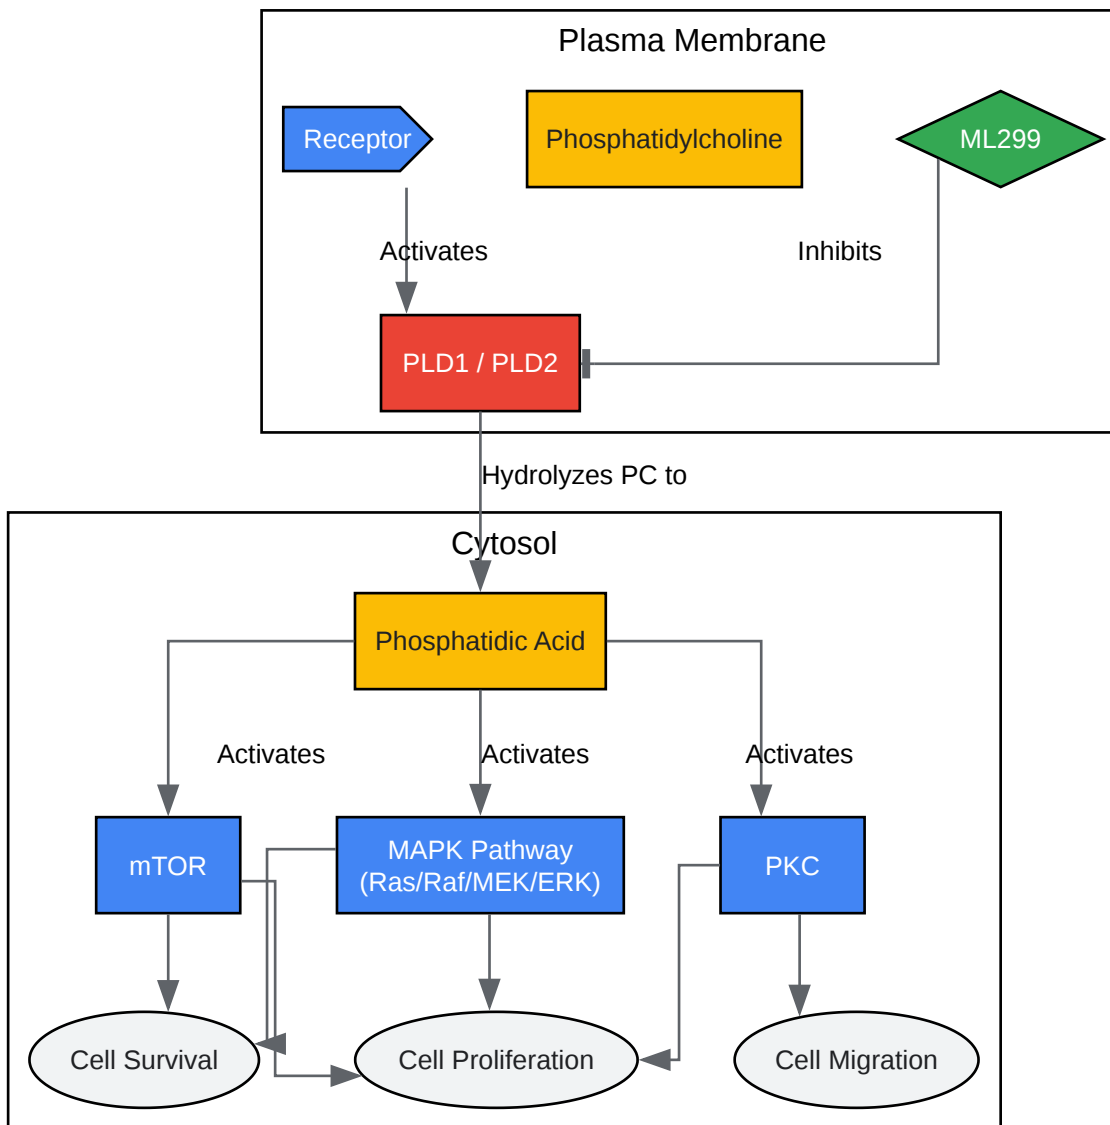 Plasma Membrane
Receptor
Phosphatidylcholine
ML299
Activates
Inhibits
PLD1 / PLD2
Hydrolyzes PC to
Cytosol
Phosphatidic Acid
Activates
Activates
Activates
mTOR
MAPK Pathway
(Ras/Raf/MEK/ERK)
PKC
Cell Survival
Cell Proliferation
Cell Migration